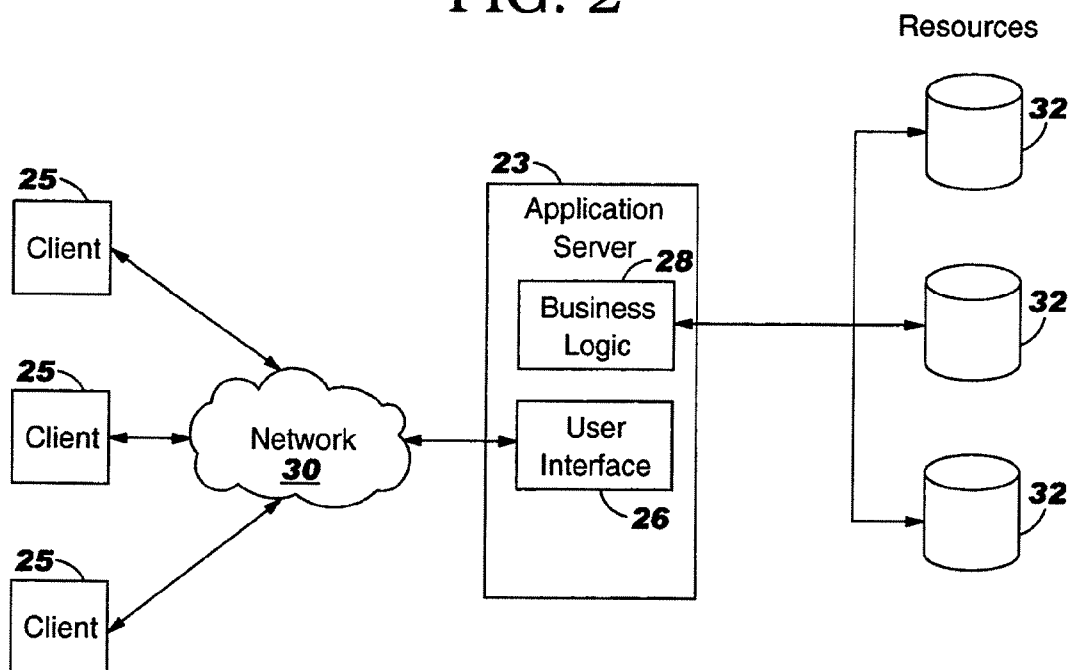 FIG. 2
Resources
32
23
25
Application
Server
Client
28
Business
Logic
32
25
Client
Network
30
User
Interface
26
32
25
Client